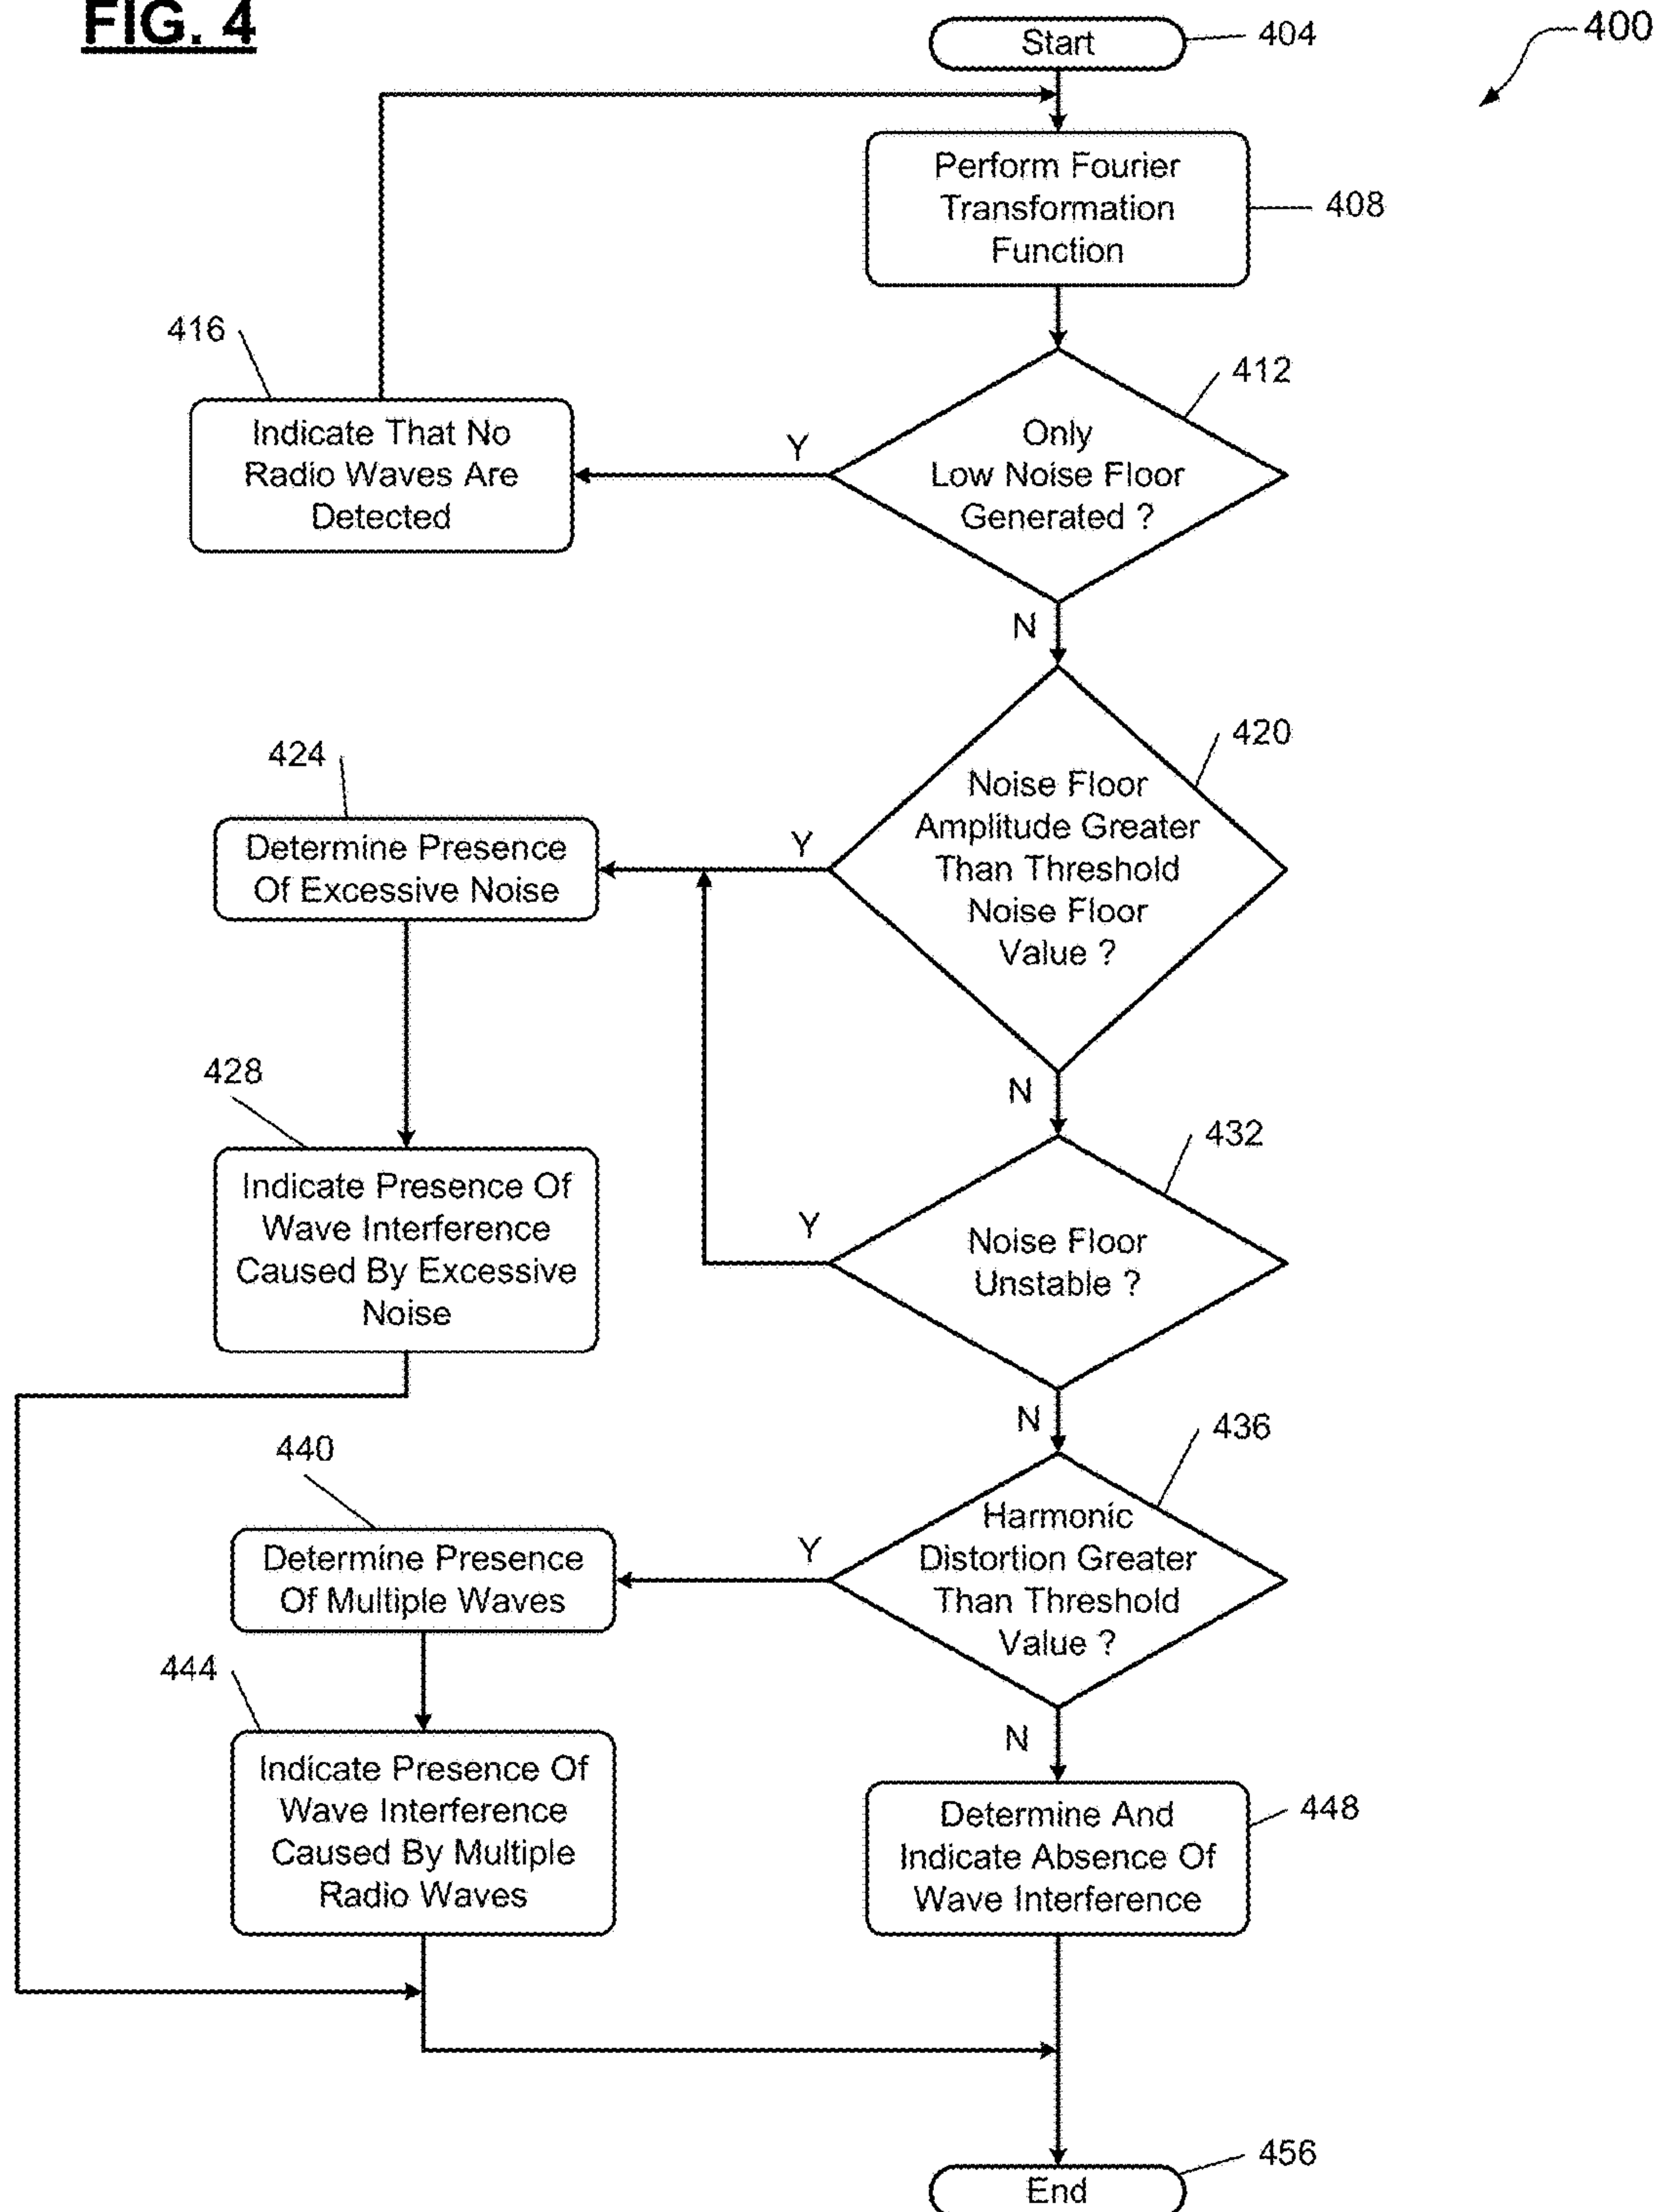 FIG. 4
400
Start
404
Perform Fourier
Transformation
Function
408
416
Indicate That No
Radio Waves Are
Detected
Y
412
Only
Low Noise Floor
Generated ?
N
424
Determine Presence
Of Excessive Noise
Y
420
Noise Floor
Amplitude Greater
Than Threshold
Noise Floor
Value ?
N
428
Indicate Presence Of
Wave Interference
Caused By Excessive
Noise
Y
432
Noise Floor
Unstable ?
N
440
Determine Presence
Of Multiple Waves
Y
436
Harmonic
Distortion Greater
Than Threshold
Value ?
N
444
Indicate Presence Of
Wave Interference
Caused By Multiple
Radio Waves
448
Determine And
Indicate Absence Of
Wave Interference
456
End